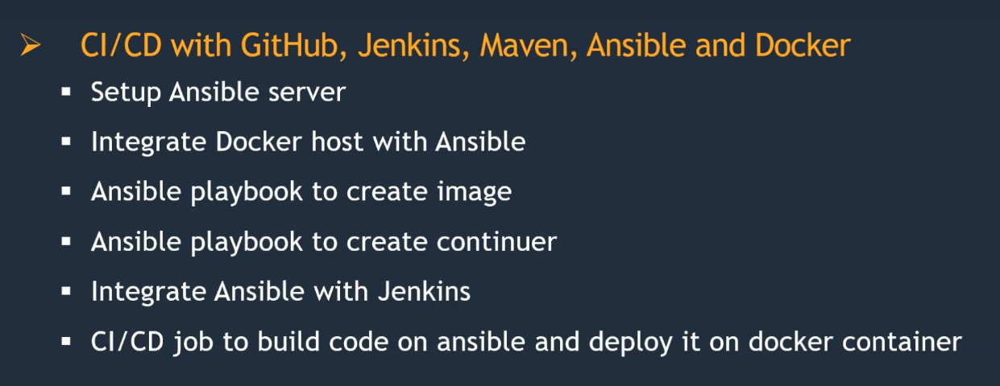 CI/CD with GitHub, Jenkins, Maven, Ansible and Docker
Setup Ansible server
Integrate Docker host with Ansible
Ansible playbook to create image
Ansible playbook to create continuer
Integrate Ansible with Jenkins
CI/CD job to build code on ansible and deploy it on docker container